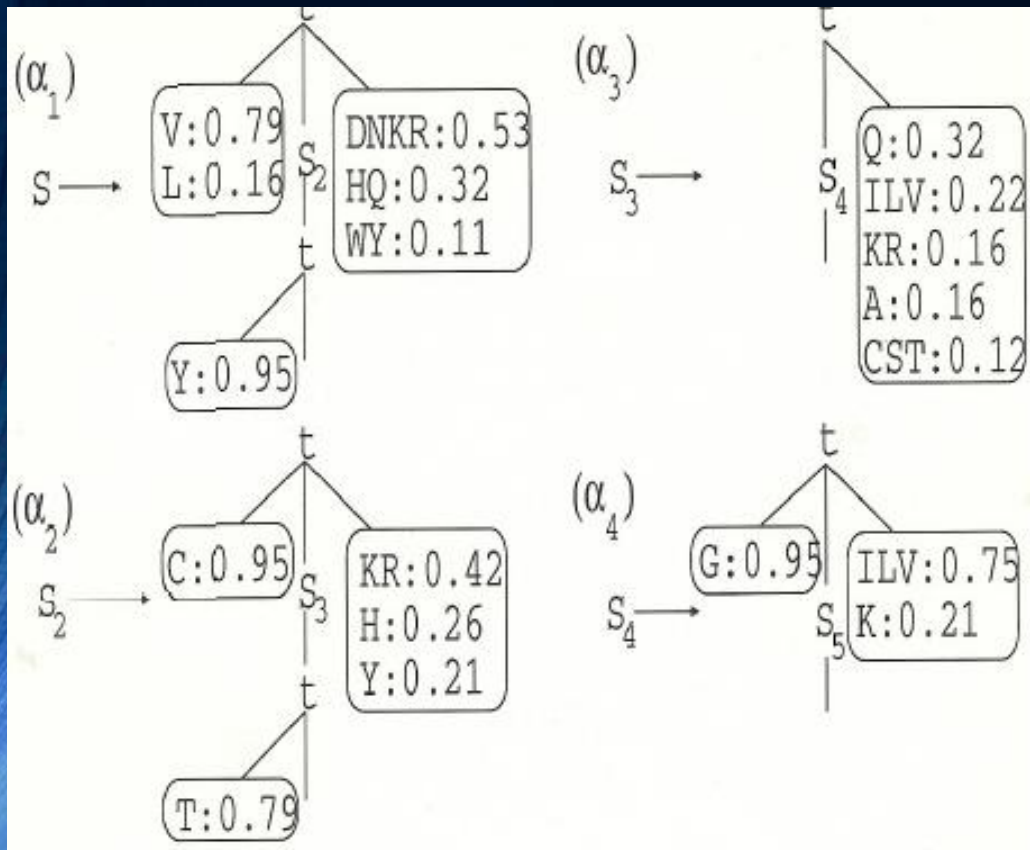 (α₁)
S
t
V:0.79
L:0.16
S₂
DNKR:0.53
HQ:0.32
WY:0.11
t
Y:0.95
(α₃)
S₃
t
S₄
Q:0.32
ILV:0.22
KR:0.16
A:0.16
CST:0.12
(α₂)
S₂
t
C:0.95
S₃
KR:0.42
H:0.26
Y:0.21
t
T:0.79
(α₄)
S₄
t
G:0.95
S₅
ILV:0.75
K:0.21